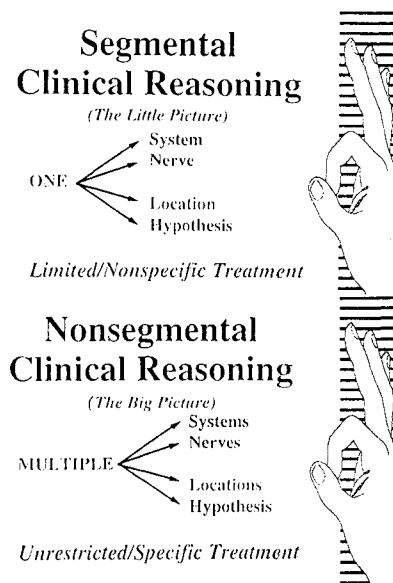 Segmental
Clinical Reasoning
(The Little Picture)
System
Nerve
ONE
Location
Hypothesis
Limited/Nonspecific Treatment
Nonsegmental
Clinical Reasoning
(The Big Picture)
Systems
Nerves
MULTIPLE
Locations
Hypothesis
Unrestricted/Specific Treatment